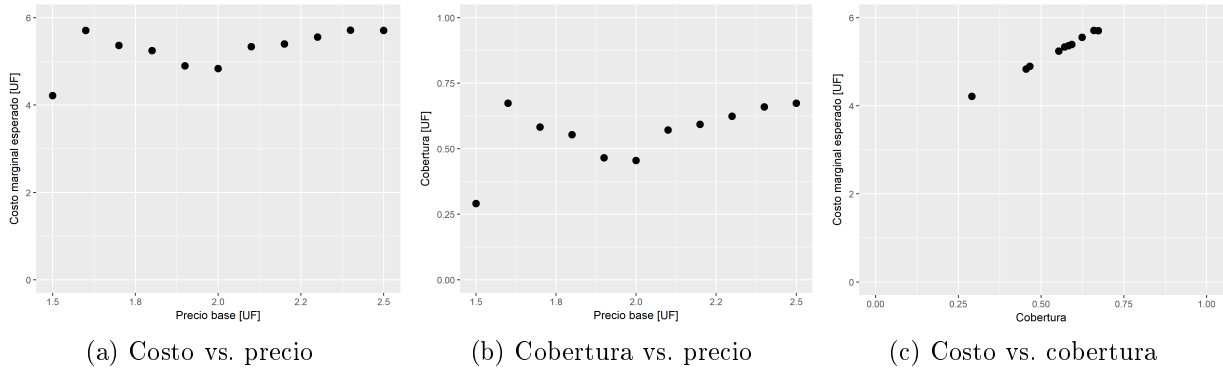 6
4
2
0
Costo marginal esperado [UF]
1.5 1.8 2.0 2.2 2.5
Precio base [UF]
(a) Costo vs. precio
1.00
0.75
0.50
0.25
0.00
Cobertura [UF]
1.5 1.8 2.0 2.2 2.5
Precio base [UF]
(b) Cobertura vs. precio
6
4
2
0
Costo marginal esperado [UF]
0.00 0.25 0.50 0.75 1.00
Cobertura
(c) Costo vs. cobertura